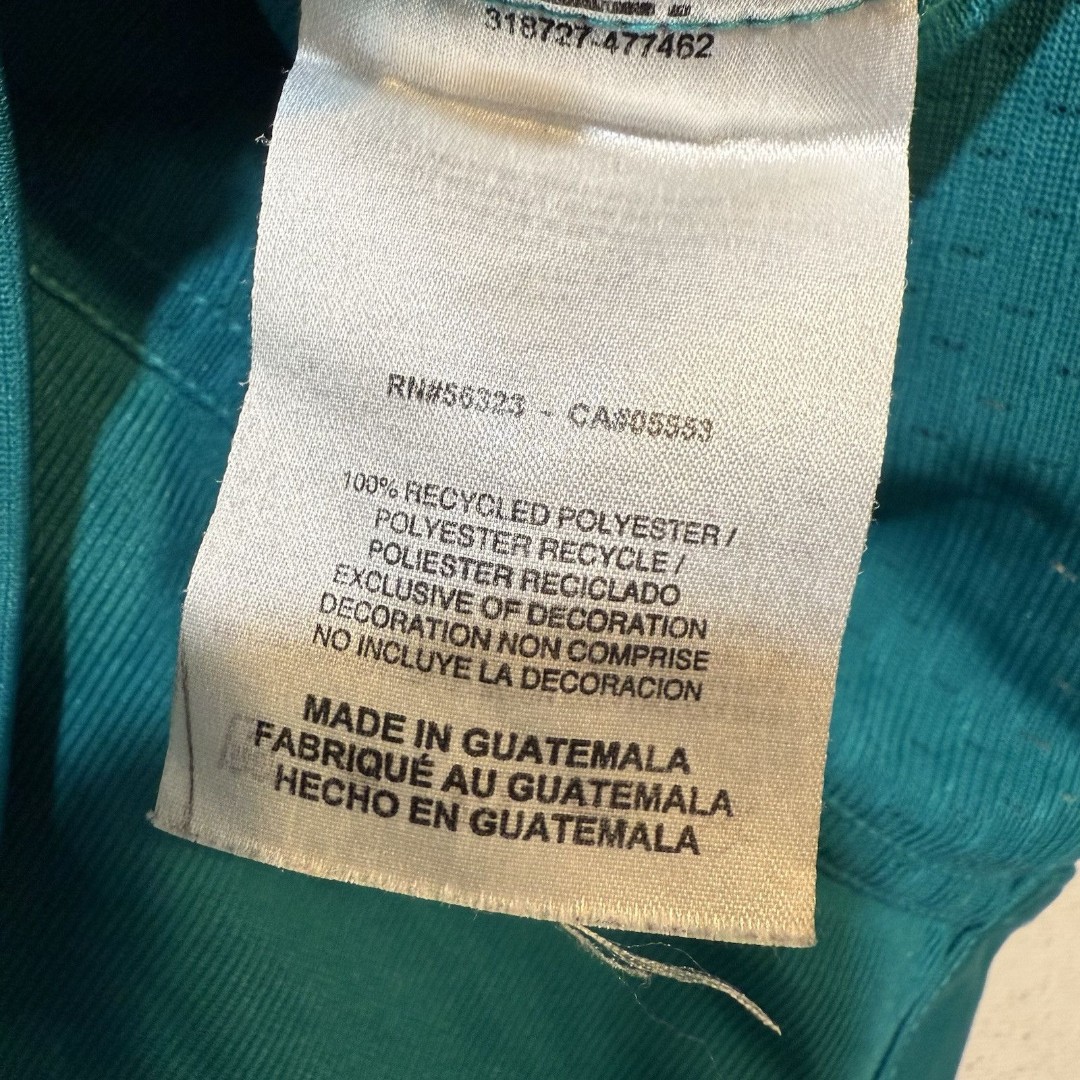 318727-477462
RN#56323 - CA#05553
100% RECYCLED POLYESTER /
POLYESTER RECYCLE /
POLIESTER RECICLADO
EXCLUSIVE OF DECORATION
DECORATION NON COMPRISE
NO INCLUYE LA DECORACION
MADE IN GUATEMALA
FABRIQUÉ AU GUATEMALA
HECHO EN GUATEMALA